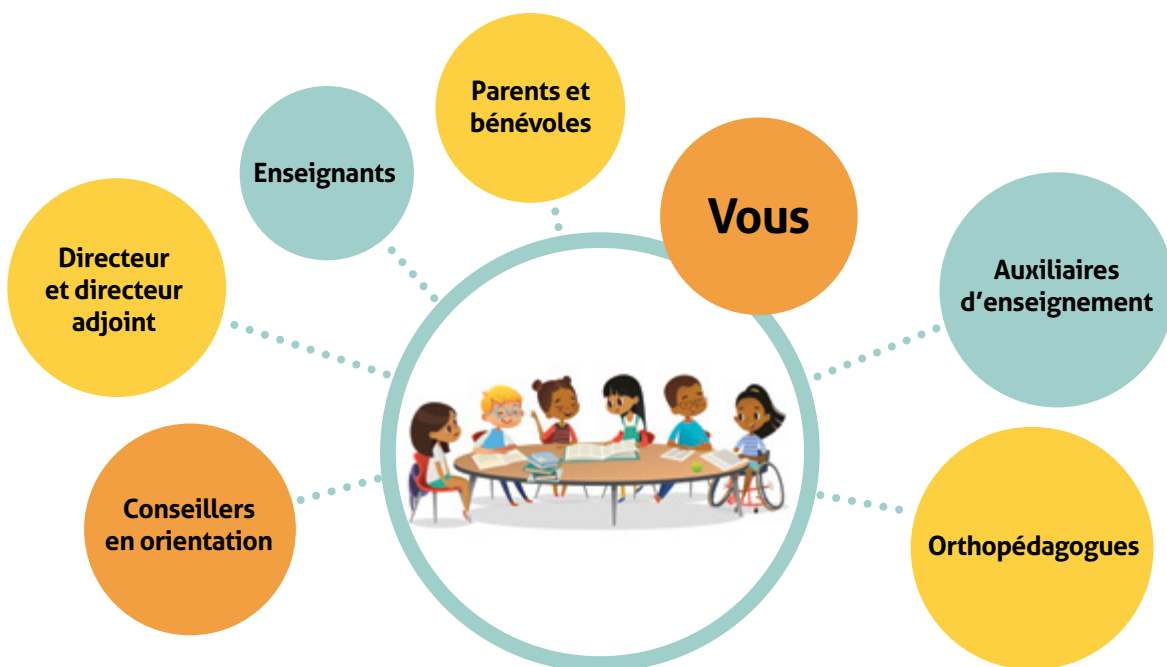 Parents et
bénévoles
Enseignants
Vous
Directeur
et directeur
adjoint
Auxiliaires
d’enseignement
Conseillers
en orientation
Orthopédagogues